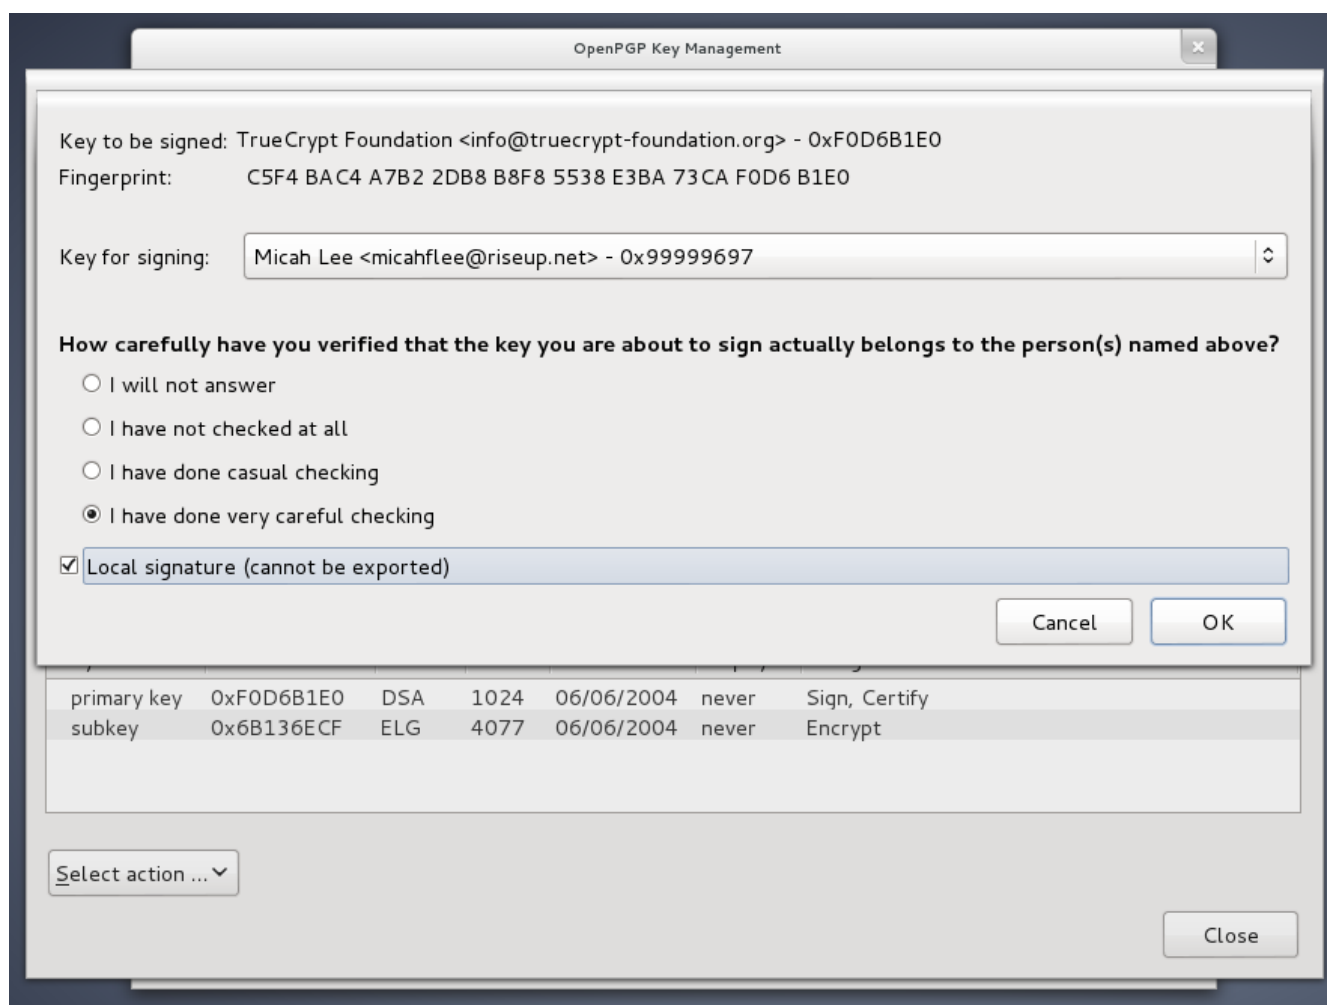 OpenPGP Key Management
Key to be signed: TrueCrypt Foundation <info@truecrypt-foundation.org> - 0xF0D6B1E0
Fingerprint: C5F4 BAC4 A7B2 2DB8 B8F8 5538 E3BA 73CA F0D6 B1E0
Key for signing: Micah Lee <micahflee@riseup.net> - 0x99999697
How carefully have you verified that the key you are about to sign actually belongs to the person(s) named above?
I will not answer
I have not checked at all
I have done casual checking
I have done very careful checking
Local signature (cannot be exported)
Cancel OK
primary key 0xF0D6B1E0 DSA 1024 06/06/2004 never Sign, Certify
subkey 0x6B136ECF ELG 4077 06/06/2004 never Encrypt
Select action ...
Close